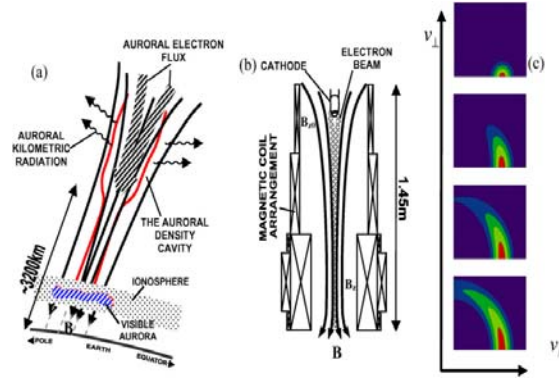 (a)
AURORAL ELECTRON
FLUX
AURORAL
KILOMETRIC
RADIATION
THE AURORAL
DENSITY
CAVITY
~3200km
IONOSPHERE
VISIBLE
AURORA
B
POLE
EARTH
EQUATOR
(b)
CATHODE
ELECTRON
BEAM
Bz0
MAGNETIC COIL
ARRANGEMENT
1.45m
Bz
B
v⊥
(c)